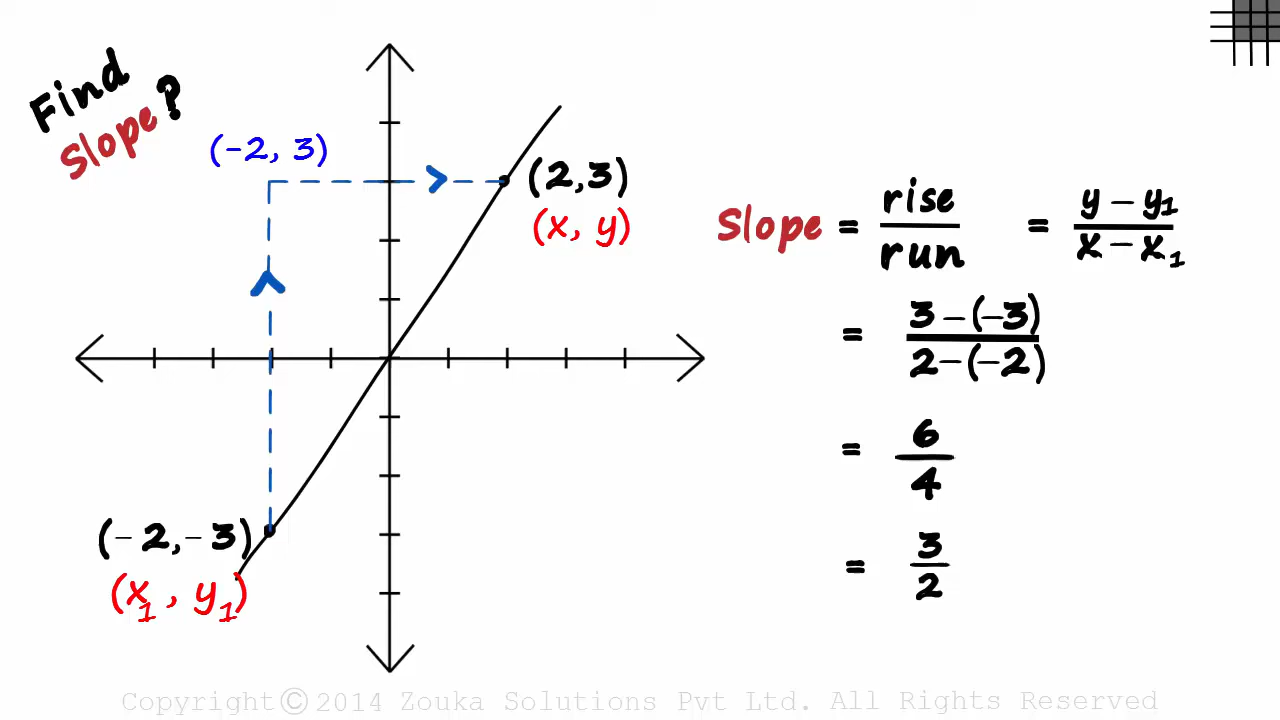 Find
Slope?
(-2, 3)
(2,3)
(x, y)
(-2,-3)
(x₁, y₁)
Slope = rise/run = y-y₁/x-x₁
= 3-(-3)/2-(-2)
= 6/4
= 3/2
Copyright©2014 Zouka Solutions Pvt Ltd. All Rights Reserved